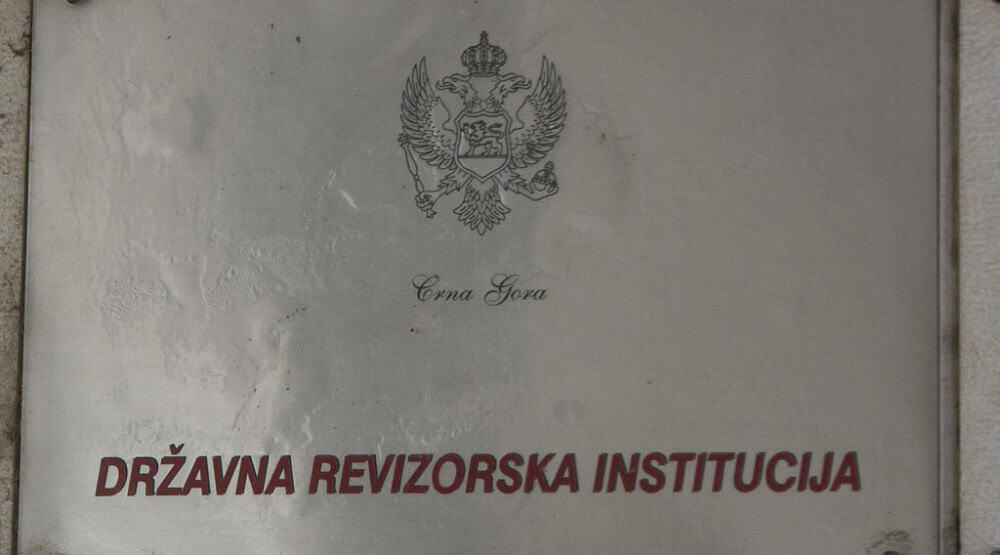 Crna Gora
DRŽAVNA REVIZORSKA INSTITUCIJA